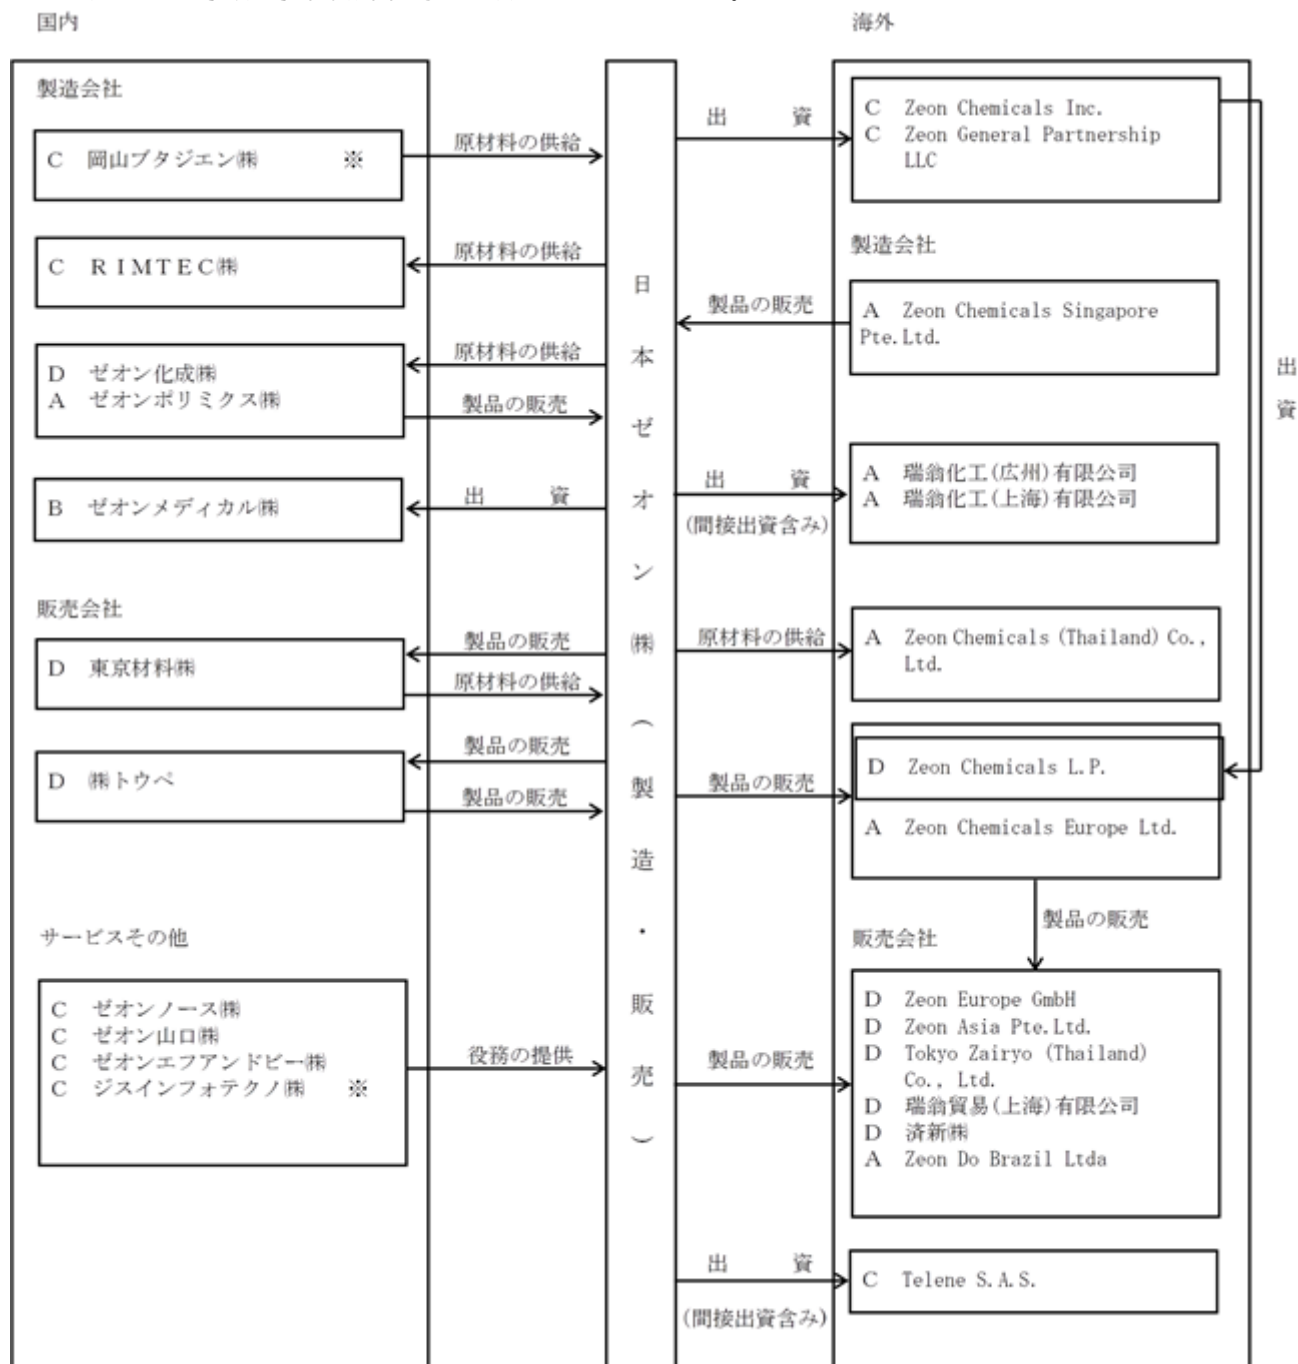 国内
製造会社
C 岡山ブタジエン㈱ ※
原材料の供給
C RIMTEC㈱
原材料の供給
D ゼオン化成㈱
A ゼオンポリミクス㈱
原材料の供給
製品の販売
B ゼオンメディカル㈱
出 資
販売会社
D 東京材料㈱
製品の販売
原材料の供給
D ㈱トウペ
製品の販売
製品の販売
サービスその他
C ゼオンノース㈱
C ゼオン山口㈱
C ゼオンエフアンドビー㈱
C ジスインフォテクノ㈱ ※
役務の提供
日本ゼオン㈱(製造・販売)
海外
出 資
C Zeon Chemicals Inc.
C Zeon General Partnership
LLC
出
資
製造会社
製品の販売
A Zeon Chemicals Singapore
Pte.Ltd.
出 資
(間接出資含み)
A 瑞翁化工(広州)有限公司
A 瑞翁化工(上海)有限公司
原材料の供給
A Zeon Chemicals (Thailand) Co.,
Ltd.
製品の販売
D Zeon Chemicals L.P.
A Zeon Chemicals Europe Ltd.
製品の販売
販売会社
製品の販売
D Zeon Europe GmbH
D Zeon Asia Pte.Ltd.
D Tokyo Zairyo (Thailand)
Co., Ltd.
D 瑞翁貿易(上海)有限公司
D 済新㈱
A Zeon Do Brazil Ltda
出 資
(間接出資含み)
C Telene S.A.S.